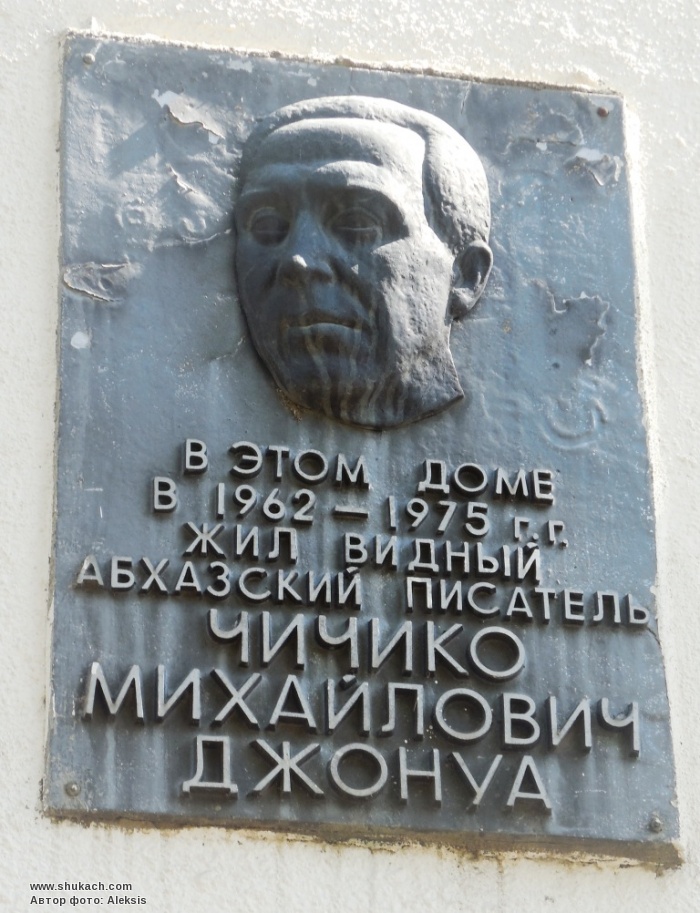 В ЭТОМ ДОМЕ
В 1962 — 1975 г.г.
ЖИЛ ВИДНЫЙ
АБХАЗСКИЙ ПИСАТЕЛЬ
ЧИЧИКО
МИХАЙЛОВИЧ
ДЖОНУА
www.shukach.com
Автор фото: Aleksis